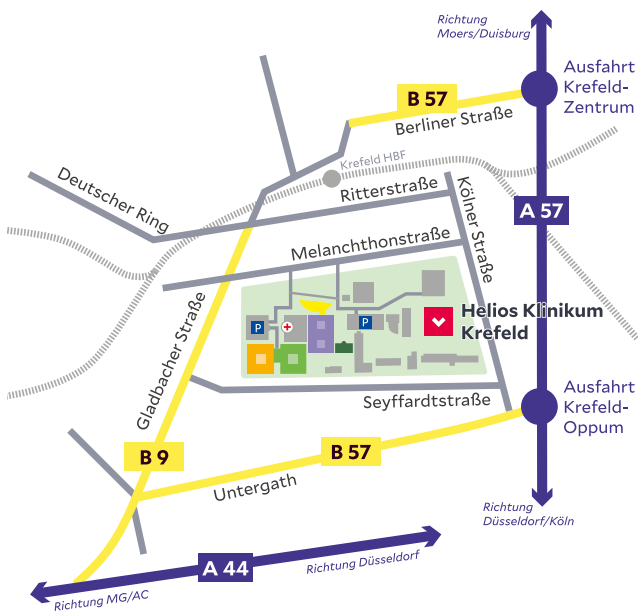 Richtung
Moers/Duisburg
Ausfahrt
Krefeld-
Zentrum
B 57
Berliner Straße
Krefeld HBF
Deutscher Ring
Ritterstraße
Kölner Straße
A 57
Melanchthonstraße
P
P
Helios Klinikum
Krefeld
Gladbacher Straße
Seyffardtstraße
Ausfahrt
Krefeld-
Oppum
B 9
B 57
Untergath
Richtung
Düsseldorf/Köln
A 44
Richtung Düsseldorf
Richtung MG/AC